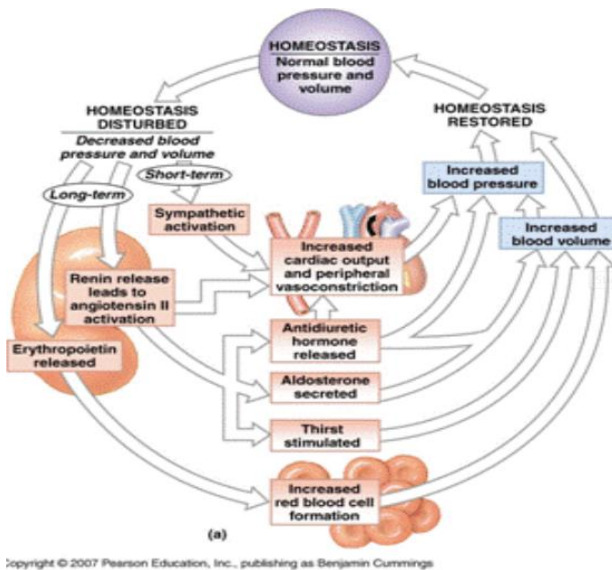 HOMEOSTASIS
Normal blood
pressure and
volume
HOMEOSTASIS
DISTURBED
Decreased blood
pressure and volume
HOMEOSTASIS
RESTORED
Short-term
Long-term
Increased
blood pressure
Sympathetic
activation
Increased
blood volume
Increased
cardiac output
and peripheral
vasoconstriction
Renin release
leads to
angiotensin II
activation
Antidiuretic
hormone
released
Erythropoietin
released
Aldosterone
secreted
Thirst
stimulated
Increased
red blood cell
formation
(a)
Copyright © 2007 Pearson Education, Inc., publishing as Benjamin Cummings